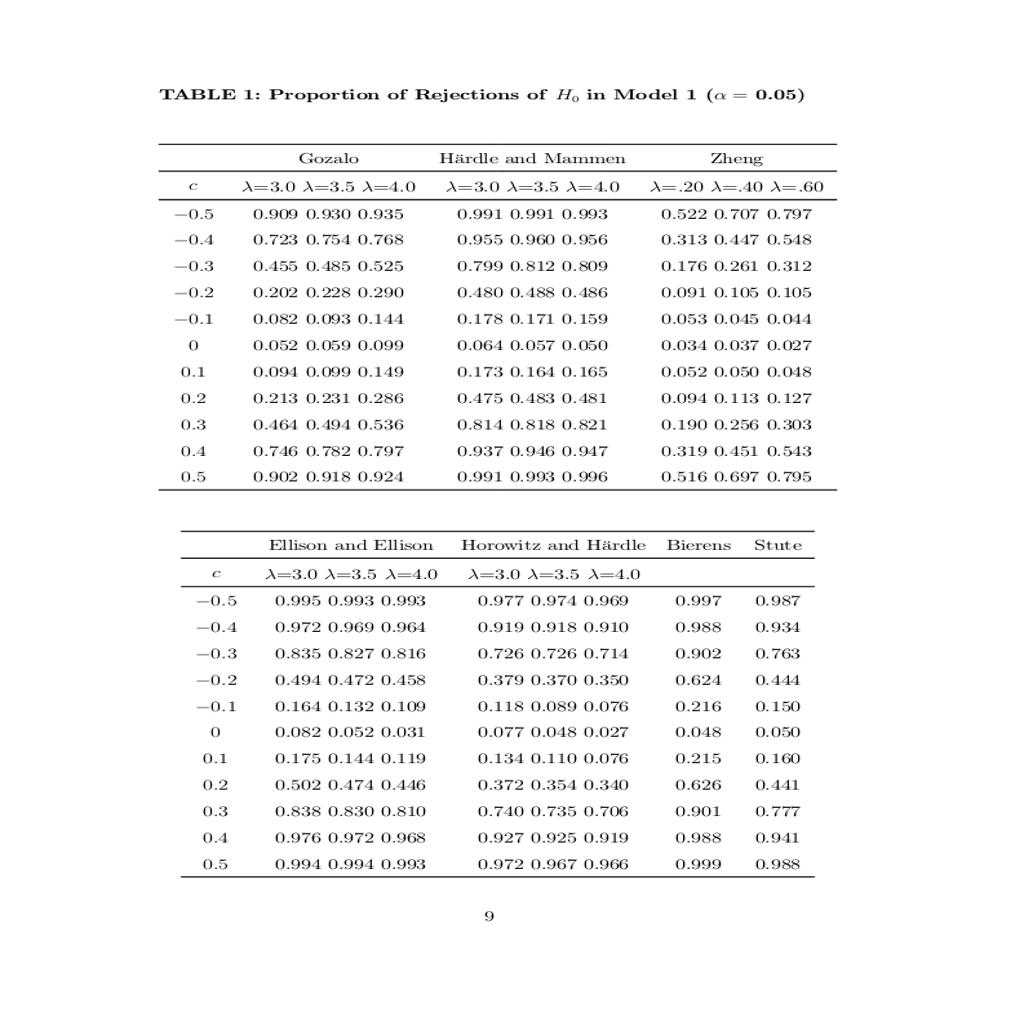 TABLE 1: Proportion of Rejections of H0 in Model 1 (α = 0.05)
Gozalo Härdle and Mammen Zheng
c λ=3.0 λ=3.5 λ=4.0 λ=3.0 λ=3.5 λ=4.0 λ=.20 λ=.40 λ=.60
−0.5 0.909 0.930 0.935 0.991 0.991 0.993 0.522 0.707 0.797
−0.4 0.723 0.754 0.768 0.955 0.960 0.956 0.313 0.447 0.548
−0.3 0.455 0.485 0.525 0.799 0.812 0.809 0.176 0.261 0.312
−0.2 0.202 0.228 0.290 0.480 0.488 0.486 0.091 0.105 0.105
−0.1 0.082 0.093 0.144 0.178 0.171 0.159 0.053 0.045 0.044
0 0.052 0.059 0.099 0.064 0.057 0.050 0.034 0.037 0.027
0.1 0.094 0.099 0.149 0.173 0.164 0.165 0.052 0.050 0.048
0.2 0.213 0.231 0.286 0.475 0.483 0.481 0.094 0.113 0.127
0.3 0.464 0.494 0.536 0.814 0.818 0.821 0.190 0.256 0.303
0.4 0.746 0.782 0.797 0.937 0.946 0.947 0.319 0.451 0.543
0.5 0.902 0.918 0.924 0.991 0.993 0.996 0.516 0.697 0.795
Ellison and Ellison Horowitz and Härdle Bierens Stute
c λ=3.0 λ=3.5 λ=4.0 λ=3.0 λ=3.5 λ=4.0
−0.5 0.995 0.993 0.993 0.977 0.974 0.969 0.997 0.987
−0.4 0.972 0.969 0.964 0.919 0.918 0.910 0.988 0.934
−0.3 0.835 0.827 0.816 0.726 0.726 0.714 0.902 0.763
−0.2 0.494 0.472 0.458 0.379 0.370 0.350 0.624 0.444
−0.1 0.164 0.132 0.109 0.118 0.089 0.076 0.216 0.150
0 0.082 0.052 0.031 0.077 0.048 0.027 0.048 0.050
0.1 0.175 0.144 0.119 0.134 0.110 0.076 0.215 0.160
0.2 0.502 0.474 0.446 0.372 0.354 0.340 0.626 0.441
0.3 0.838 0.830 0.810 0.740 0.735 0.706 0.901 0.777
0.4 0.976 0.972 0.968 0.927 0.925 0.919 0.988 0.941
0.5 0.994 0.994 0.993 0.972 0.967 0.966 0.999 0.988
9